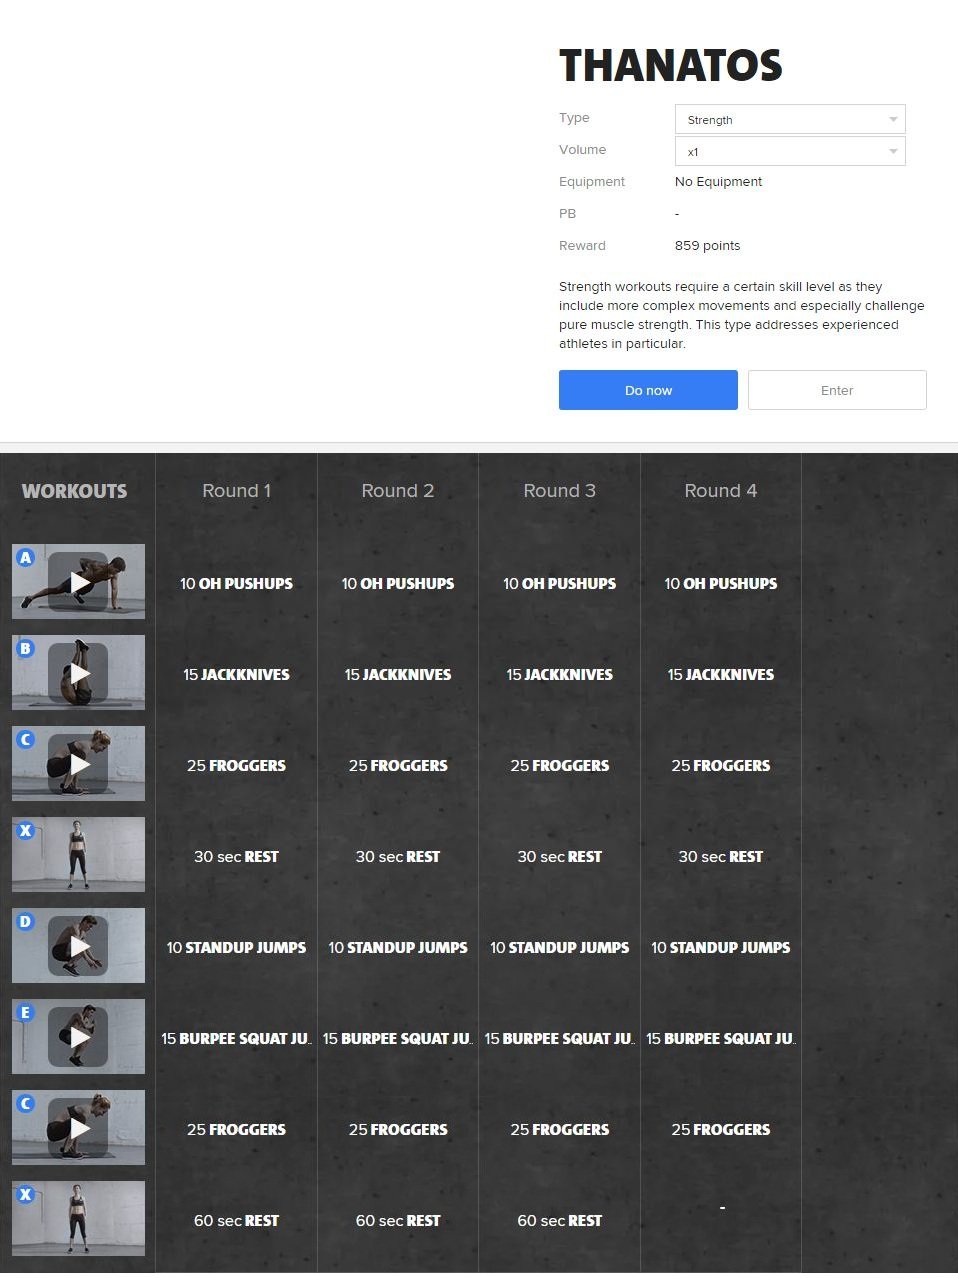 THANATOS
Type Strength
Volume x1
Equipment No Equipment
PB -
Reward 859 points
Strength workouts require a certain skill level as they
include more complex movements and especially challenge
pure muscle strength. This type addresses experienced
athletes in particular.
Do now Enter
WORKOUTS Round 1 Round 2 Round 3 Round 4
A 10 OH PUSHUPS 10 OH PUSHUPS 10 OH PUSHUPS 10 OH PUSHUPS
B 15 JACKKNIVES 15 JACKKNIVES 15 JACKKNIVES 15 JACKKNIVES
C 25 FROGGERS 25 FROGGERS 25 FROGGERS 25 FROGGERS
X 30 sec REST 30 sec REST 30 sec REST 30 sec REST
D 10 STANDUP JUMPS 10 STANDUP JUMPS 10 STANDUP JUMPS 10 STANDUP JUMPS
E 15 BURPEE SQUAT JU... 15 BURPEE SQUAT JU... 15 BURPEE SQUAT JU... 15 BURPEE SQUAT JU...
C 25 FROGGERS 25 FROGGERS 25 FROGGERS 25 FROGGERS
X 60 sec REST 60 sec REST 60 sec REST -